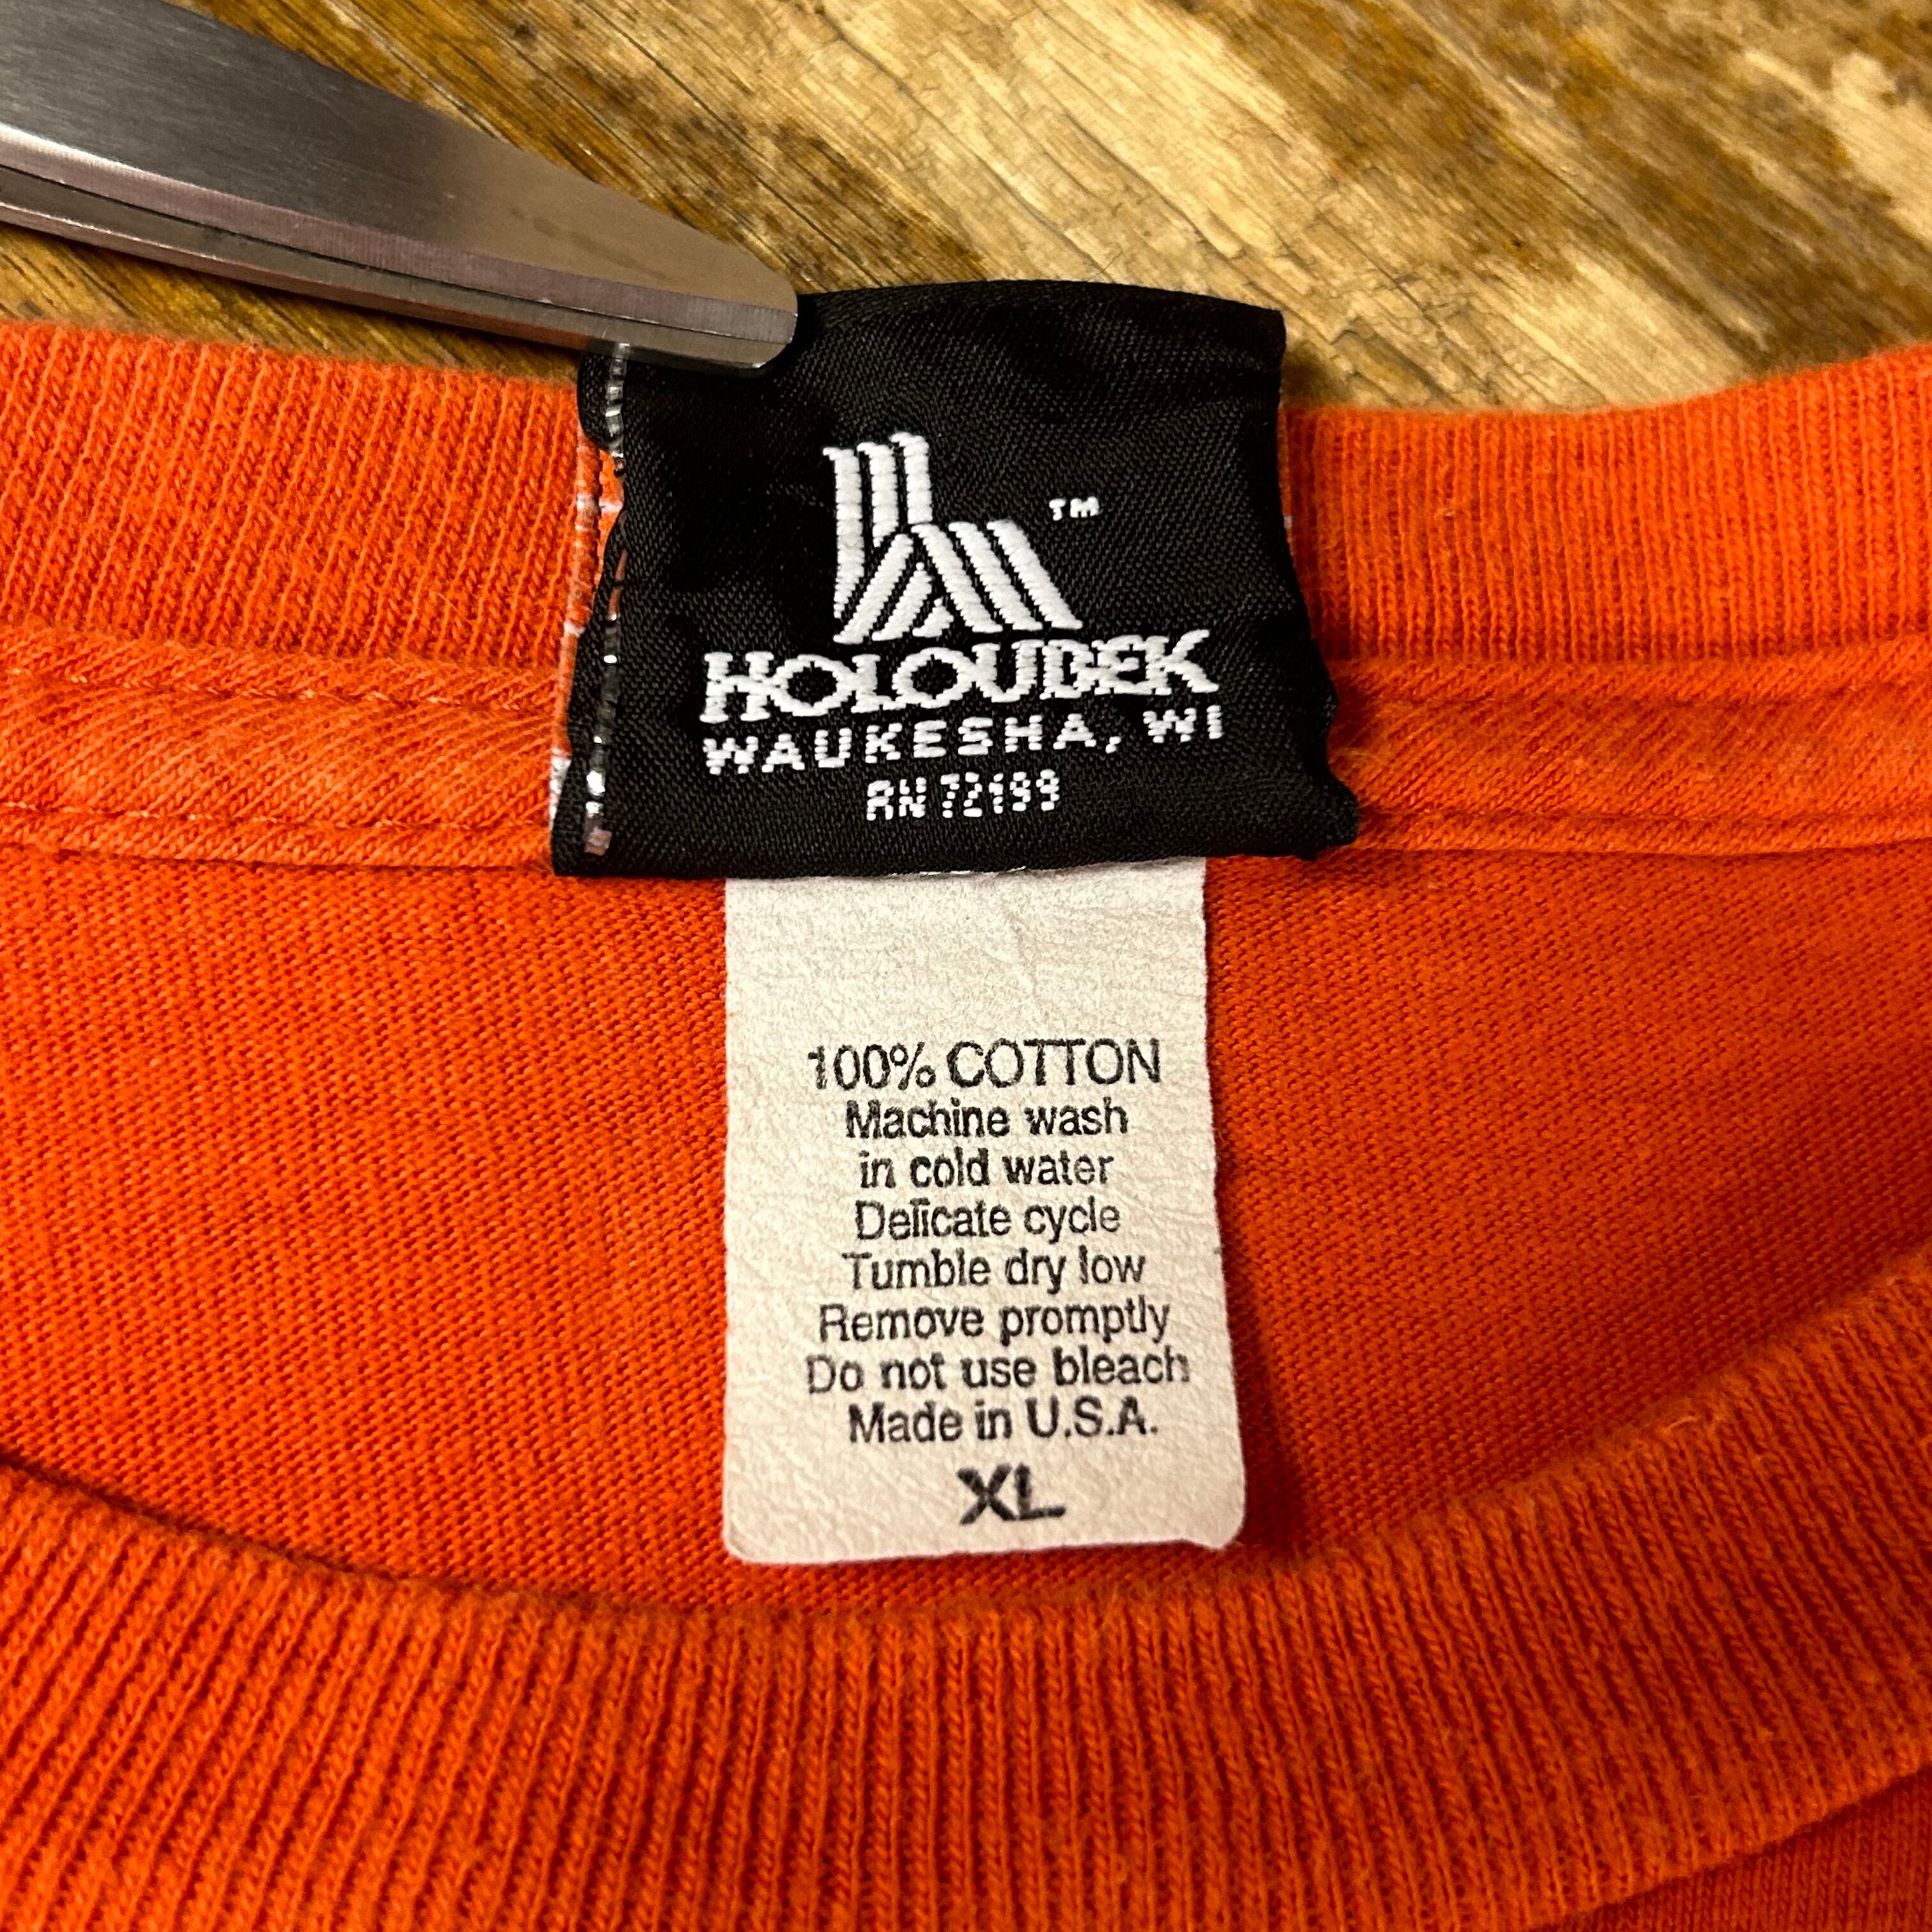 TM
HOLOUBEK
WAUKESHA, WI
RN 72199
100% COTTON
Machine wash
in cold water
Delicate cycle
Tumble dry low
Remove promptly
Do not use bleach
Made in U.S.A.
XL